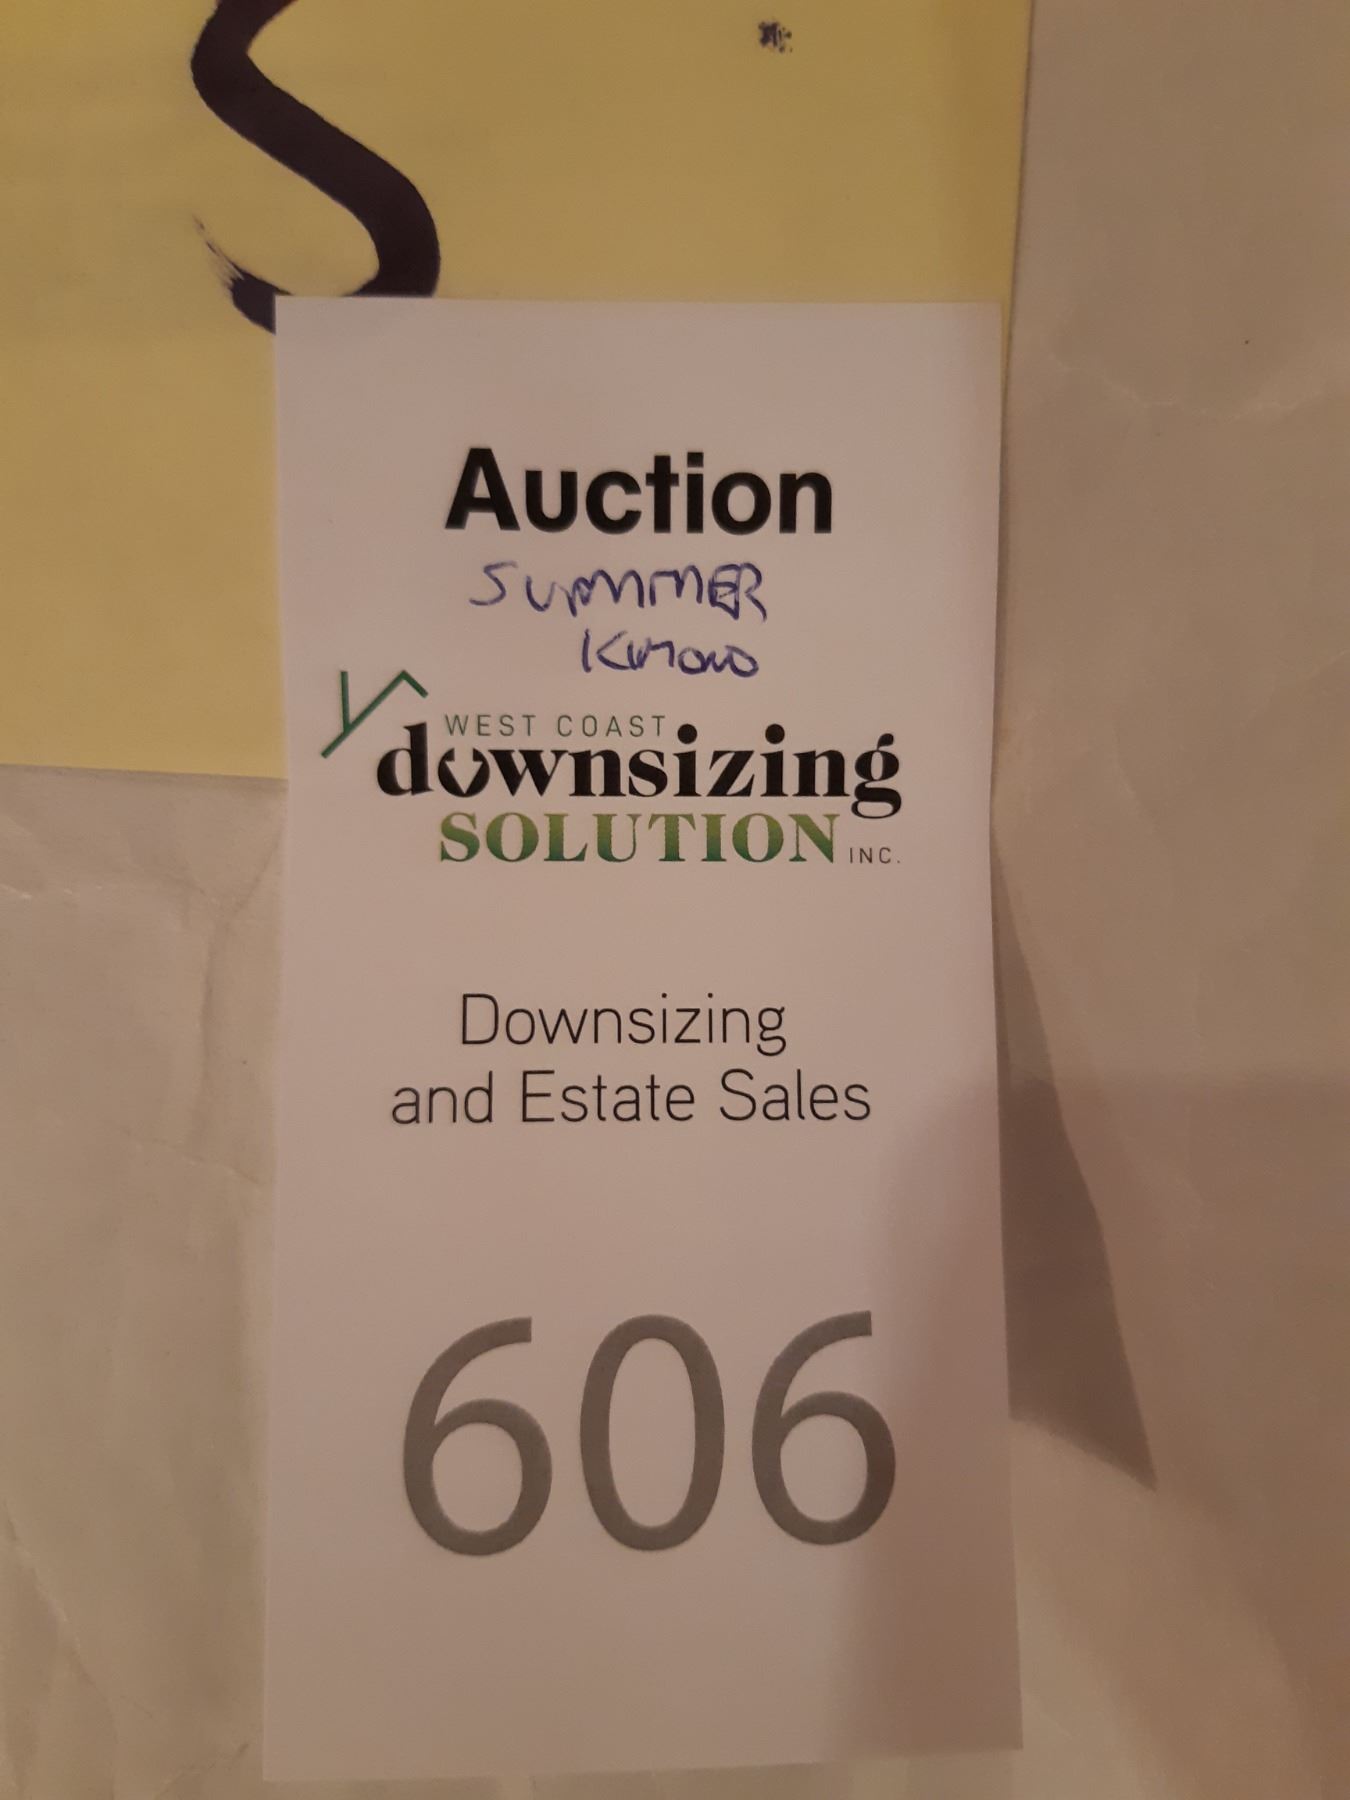 S
Auction
SUMMER
KIMONO
WEST COAST
downsizing
SOLUTION INC.
Downsizing
and Estate Sales
606